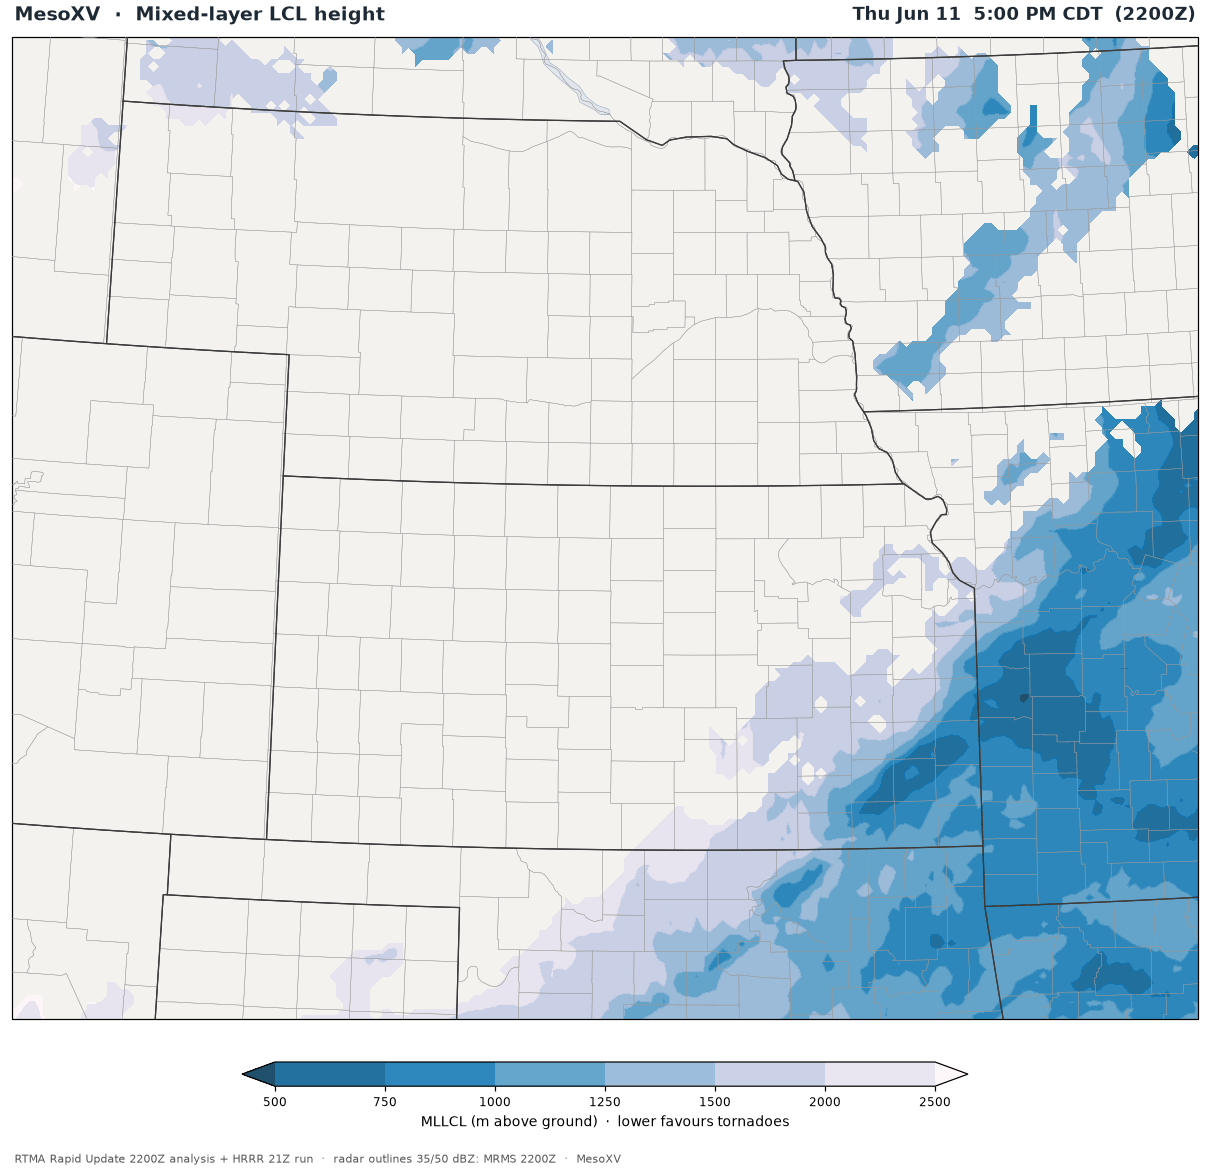 MesoXV · Mixed-layer LCL height
Thu Jun 11 5:00 PM CDT (2200Z)
500 750 1000 1250 1500 2000 2500
MLLCL (m above ground) · lower favours tornadoes
RTMA Rapid Update 2200Z analysis + HRRR 21Z run · radar outlines 35/50 dBZ: MRMS 2200Z · MesoXV